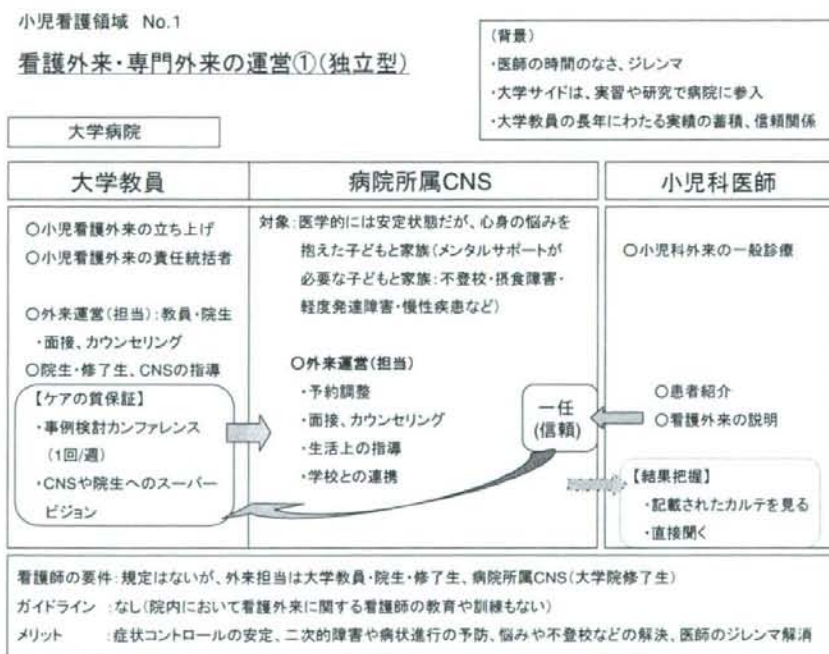 小児看護領域 No.1
看護外来・専門外来の運営①(独立型)
(背景)
・医師の時間のなさ、ジレンマ
・大学サイドは、実習や研究で病院に参入
・大学教員の長年にわたる実績の蓄積、信頼関係
大学病院
大学教員
○小児看護外来の立ち上げ
○小児看護外来の責任統括者
○外来運営(担当):教員・院生
・面接、カウンセリング
○院生・修了生、CNSの指導
【ケアの質保証】
・事例検討カンファレンス
(1回/週)
・CNSや院生へのスーパー
ビジョン
病院所属CNS
対象:医学的には安定状態だが、心身の悩みを
抱えた子どもと家族(メンタルサポートが
必要な子どもと家族:不登校・摂食障害・
軽度発達障害・慢性疾患など)
○外来運営(担当)
・予約調整
・面接、カウンセリング
・生活上の指導
・学校との連携
一任
(信頼)
小児科医師
○小児科外来の一般診療
○患者紹介
○看護外来の説明
【結果把握】
・記載されたカルテを見る
・直接聞く
看護師の要件:規定はないが、外来担当は大学教員・院生・修了生、病院所属CNS(大学院修了生)
ガイドライン :なし(院内において看護外来に関する看護師の教育や訓練もない)
メリット :症状コントロールの安定、二次的障害や病状進行の予防、悩みや不登校などの解決、医師のジレンマ解消